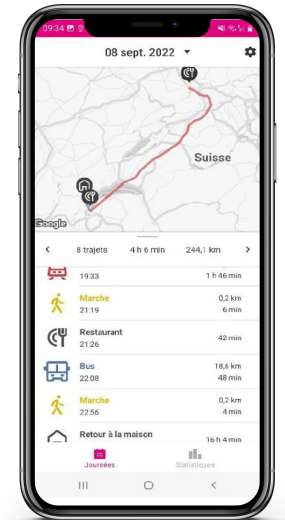 09:34
08 sept. 2022
Suisse
Google
8 trajets 4 h 6 min 244,1 km
19:33 1 h 46 min
Marche 0,2 km
21:19 6 min
Restaurant
21:26 42 min
Bus 18,6 km
22:08 48 min
Marche 0,2 km
22:56 4 min
Retour à la maison
16 h 4 min
Journées Statistiques